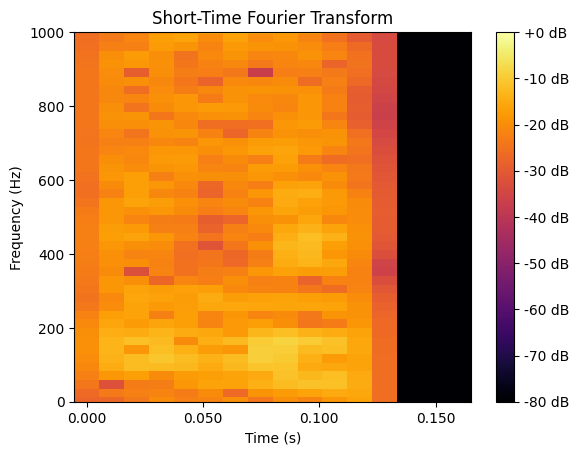 Short-Time Fourier Transform
1000
800
600
400
200
0
Frequency (Hz)
0.000
0.050
0.100
0.150
Time (s)
+0 dB
-10 dB
-20 dB
-30 dB
-40 dB
-50 dB
-60 dB
-70 dB
-80 dB